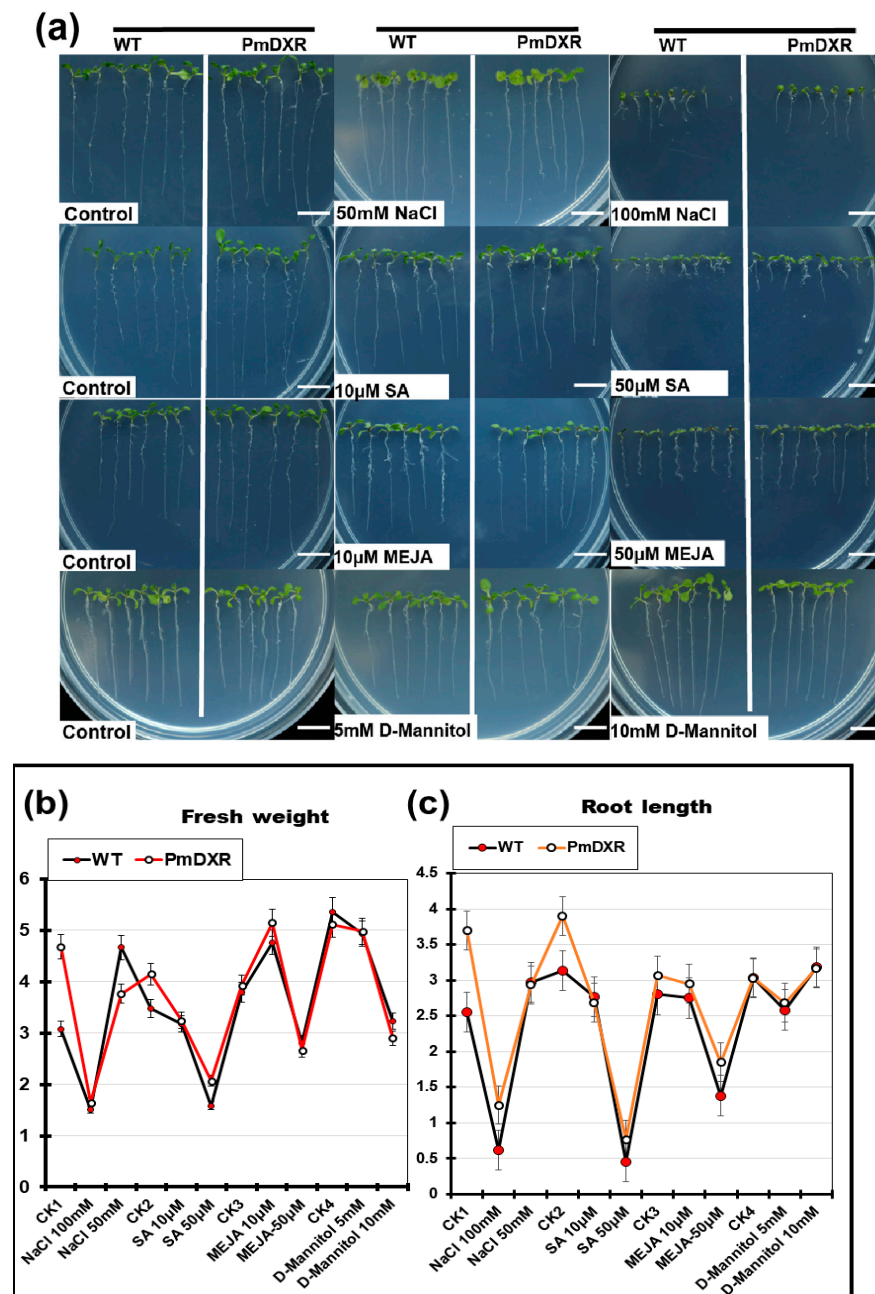 (a)
WT PmDXR WT PmDXR WT PmDXR
Control 50mM NaCl 100mM NaCl
Control 10µM SA 50µM SA
Control 10µM MEJA 50µM MEJA
Control 5mM D-Mannitol 10mM D-Mannitol
(b) Fresh weight
WT PmDXR
6
5
4
3
2
1
0
CK1
NaCl 100mM
NaCl 50mM
CK2
SA 10µM
SA 50µM
CK3
MEJA 10µM
MEJA-50µM
CK4
D-Mannitol 5mM
D-Mannitol 10mM
(c) Root length
WT PmDXR
4.5
4
3.5
3
2.5
2
1.5
1
0.5
0
CK1
NaCl 100mM
NaCl 50mM
CK2
SA 10µM
SA 50µM
CK3
MEJA 10µM
MEJA-50µM
CK4
D-Mannitol 5mM
D-Mannitol 10mM